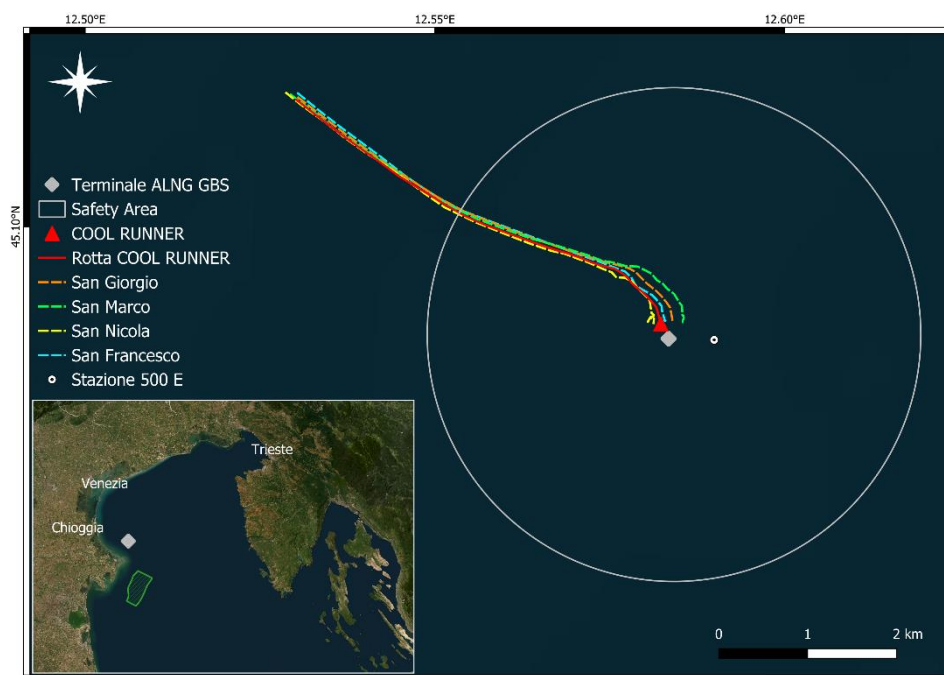 12.50°E 12.55°E 12.60°E
45.10°N
Terminale ALNG GBS
Safety Area
COOL RUNNER
Rotta COOL RUNNER
San Giorgio
San Marco
San Nicola
San Francesco
Stazione 500 E
Trieste
Venezia
Chioggia
0 1 2 km